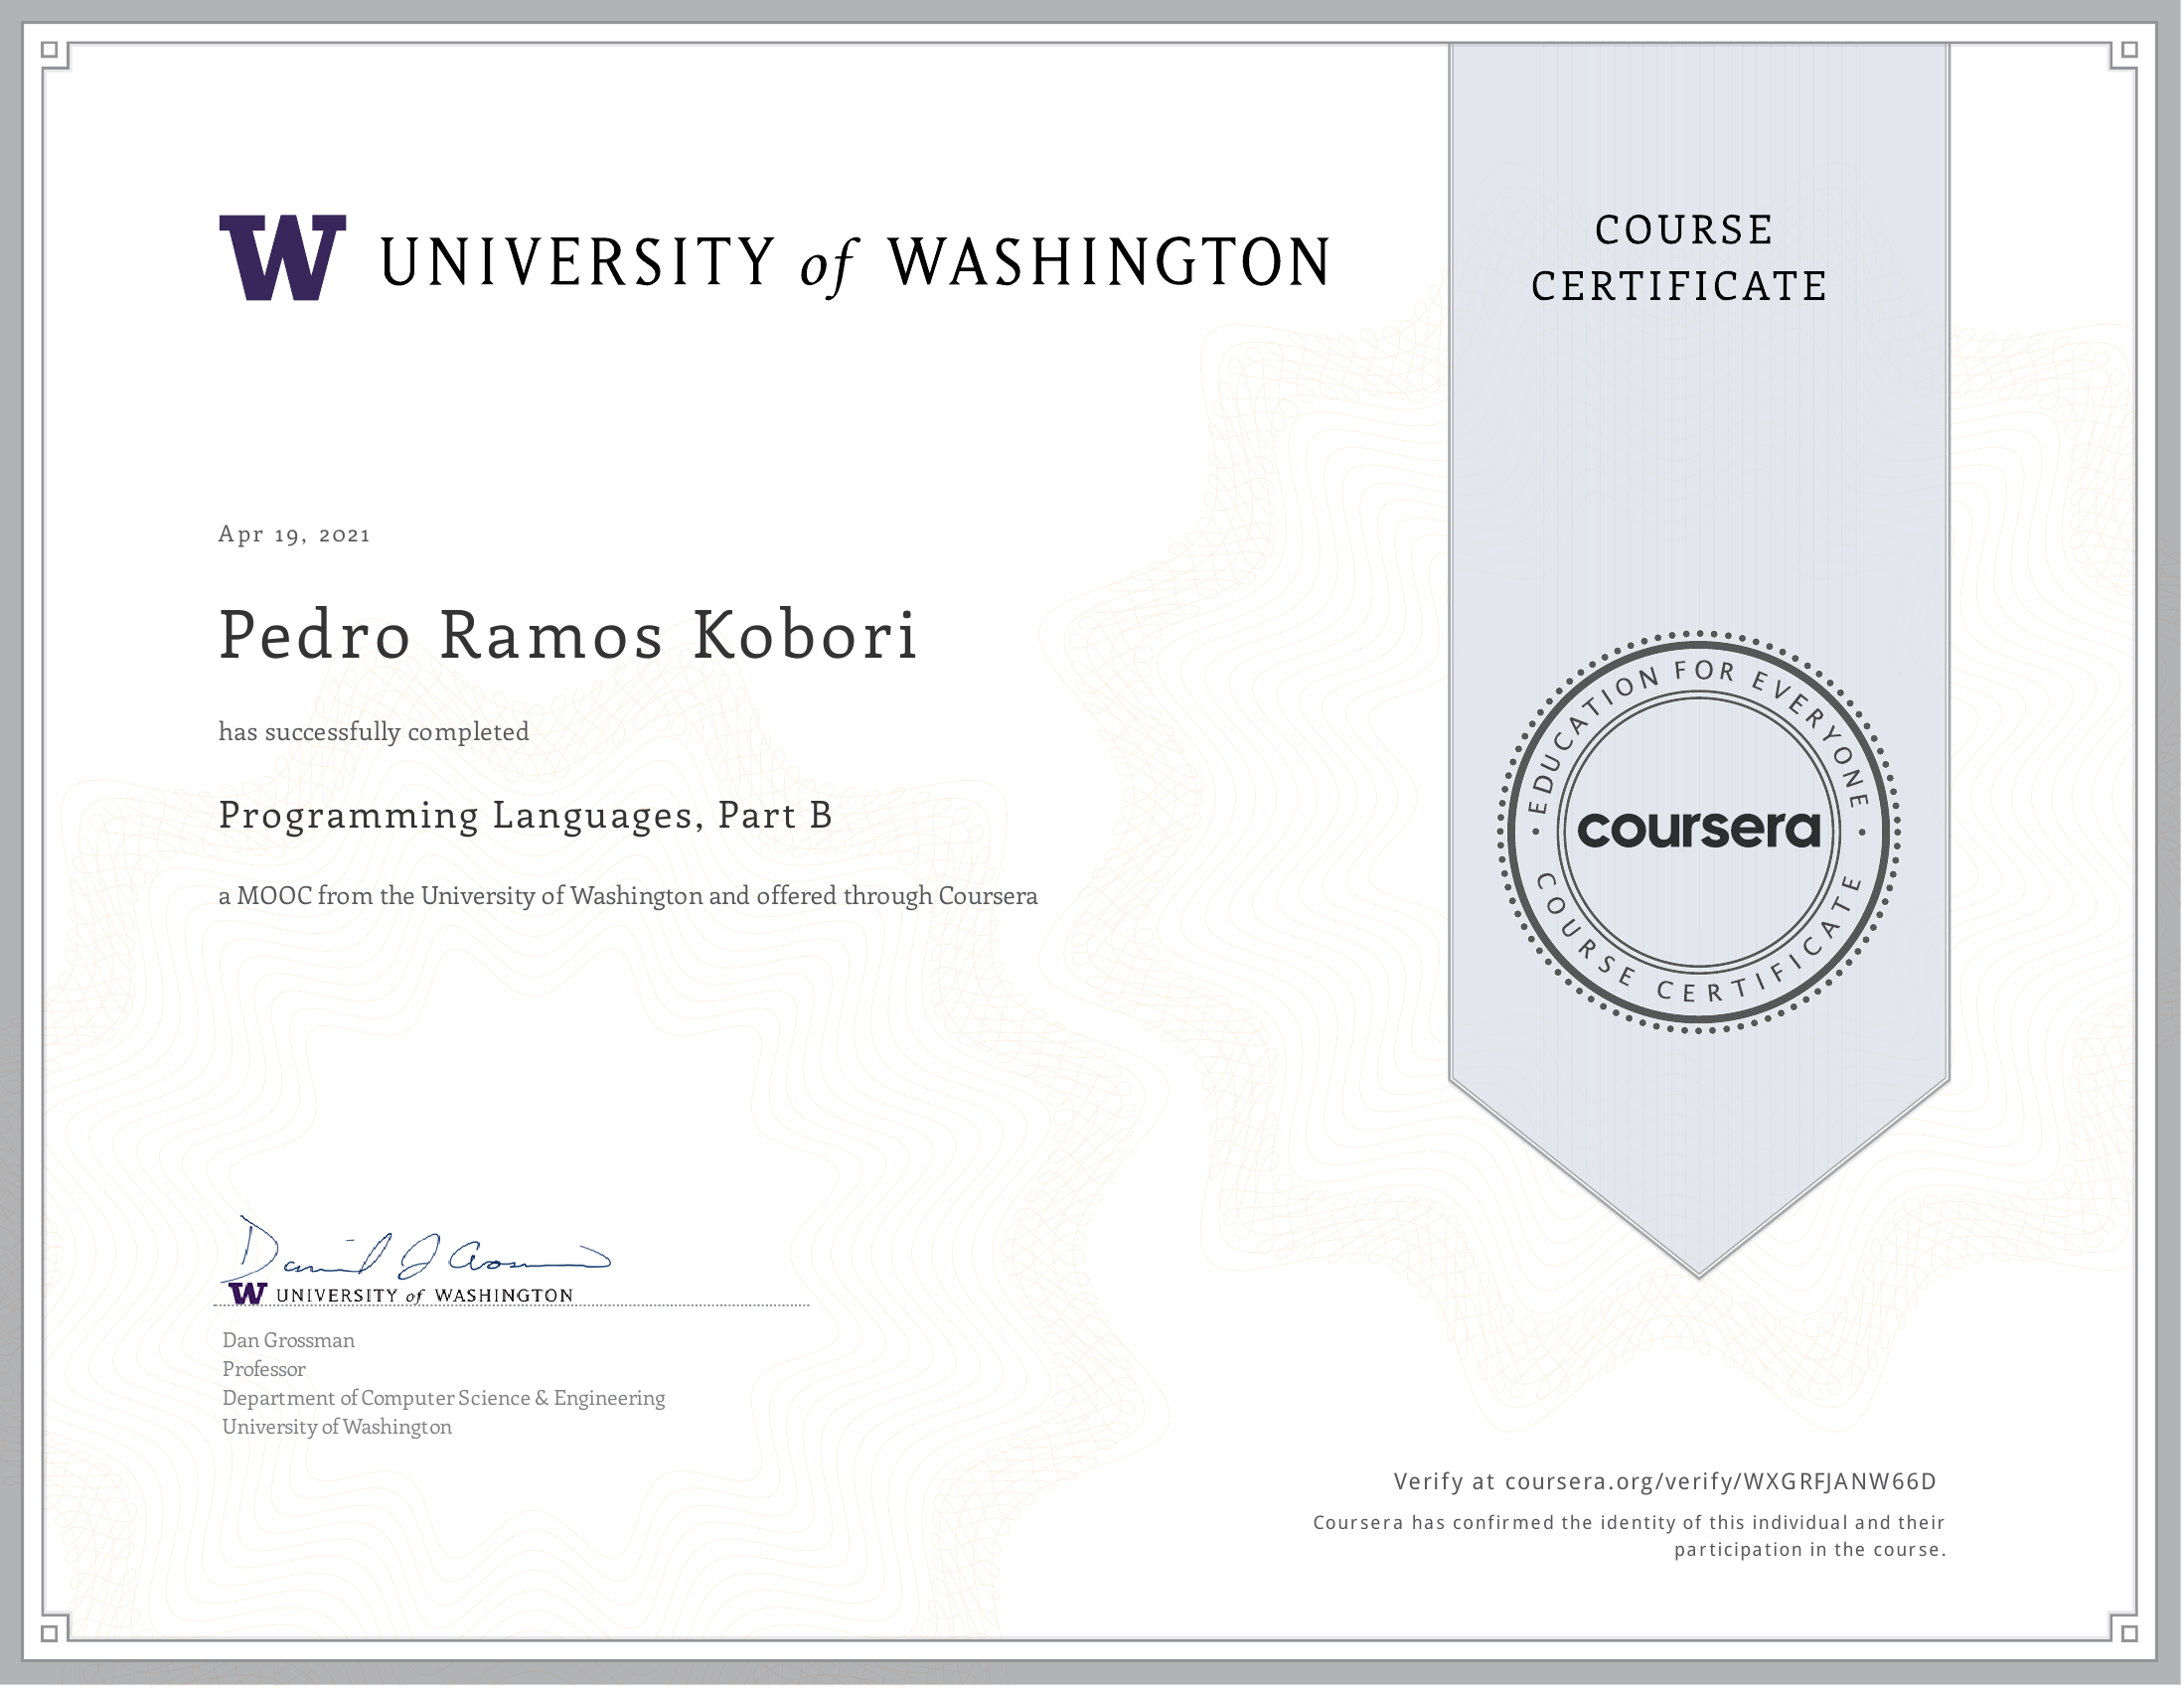 W UNIVERSITY of WASHINGTON
COURSE
CERTIFICATE
Apr 19, 2021
Pedro Ramos Kobori
has successfully completed
Programming Languages, Part B
a MOOC from the University of Washington and offered through Coursera
EDUCATION FOR EVERYONE
coursera
COURSE CERTIFICATE
Daniel J Grossman
W UNIVERSITY of WASHINGTON
Dan Grossman
Professor
Department of Computer Science & Engineering
University of Washington
Verify at coursera.org/verify/WXGRFJANW66D
Coursera has confirmed the identity of this individual and their
participation in the course.